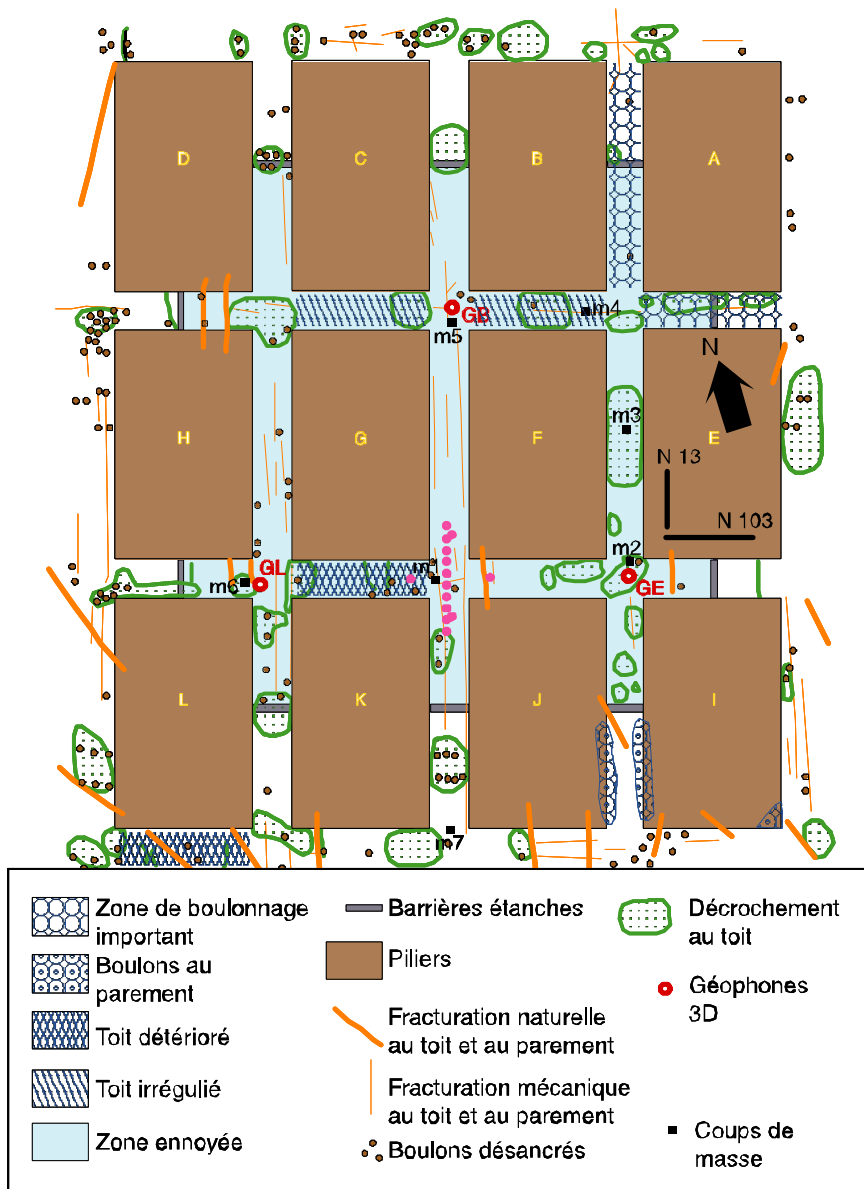 D
C
B
A
GB
m4
m5
N
m3
H
G
F
E
N 13
N 103
m2
GL
m6
m1
GE
L
K
J
I
m7
Zone de boulonnage
important
Boulons au
parement
Toit détérioré
Toit irrégulié
Zone ennoyée
Barrières étanches
Piliers
Fracturation naturelle
au toit et au parement
Fracturation mécanique
au toit et au parement
Boulons désancrés
Décrochement
au toit
Géophones
3D
Coups de
masse